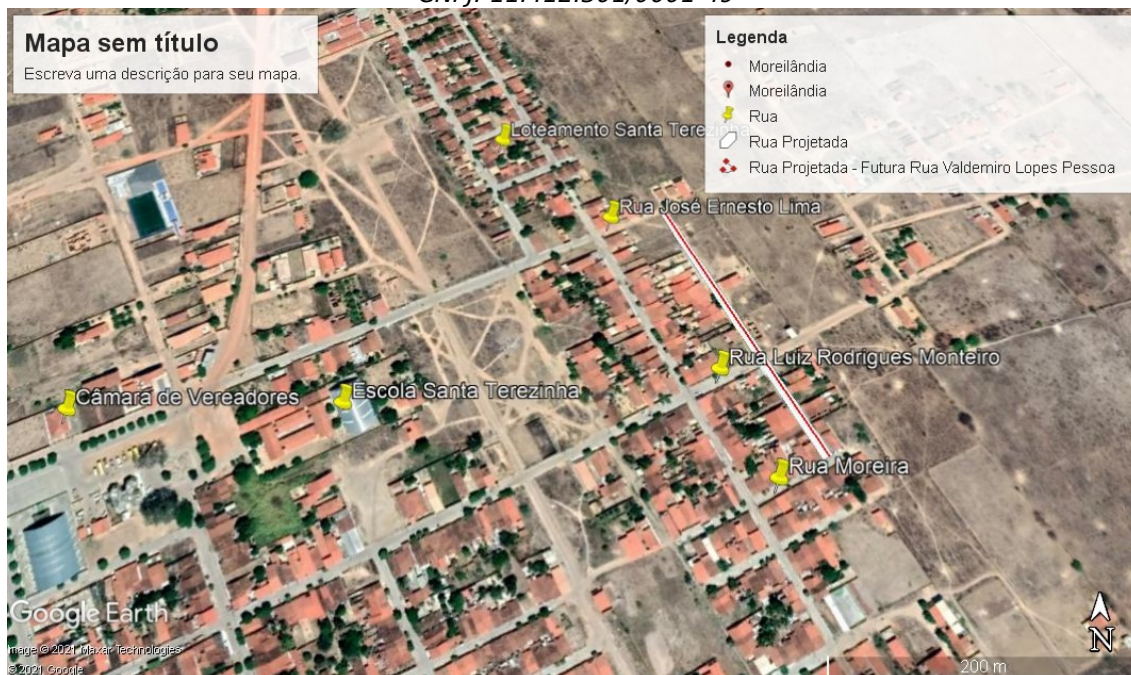 Mapa sem título
Escreva uma descrição para seu mapa.
Legenda
Moreilândia
Moreilândia
Rua
Rua Projetada
Rua Projetada - Futura Rua Valdemiro Lopes Pessoa
Loteamento Santa Terezinha
Rua José Ernesto Lima
Rua Luiz Rodrigues Monteiro
Câmara de Vereadores
Escola Santa Terezinha
Rua Moreira
Google Earth
Image © 2021 Maxar Technologies
© 2021 Google
N
200 m